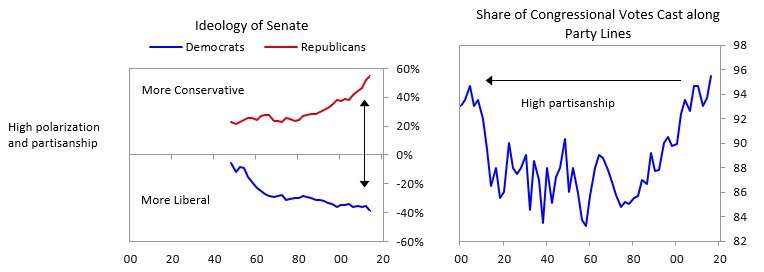 Ideology of Senate
Democrats Republicans
More Conservative
More Liberal
High polarization
and partisanship
60%
40%
20%
0%
-20%
-40%
-60%
00 20 40 60 80 00 20
Share of Congressional Votes Cast along
Party Lines
High partisanship
98
96
94
92
90
88
86
84
82
00 20 40 60 80 00 20